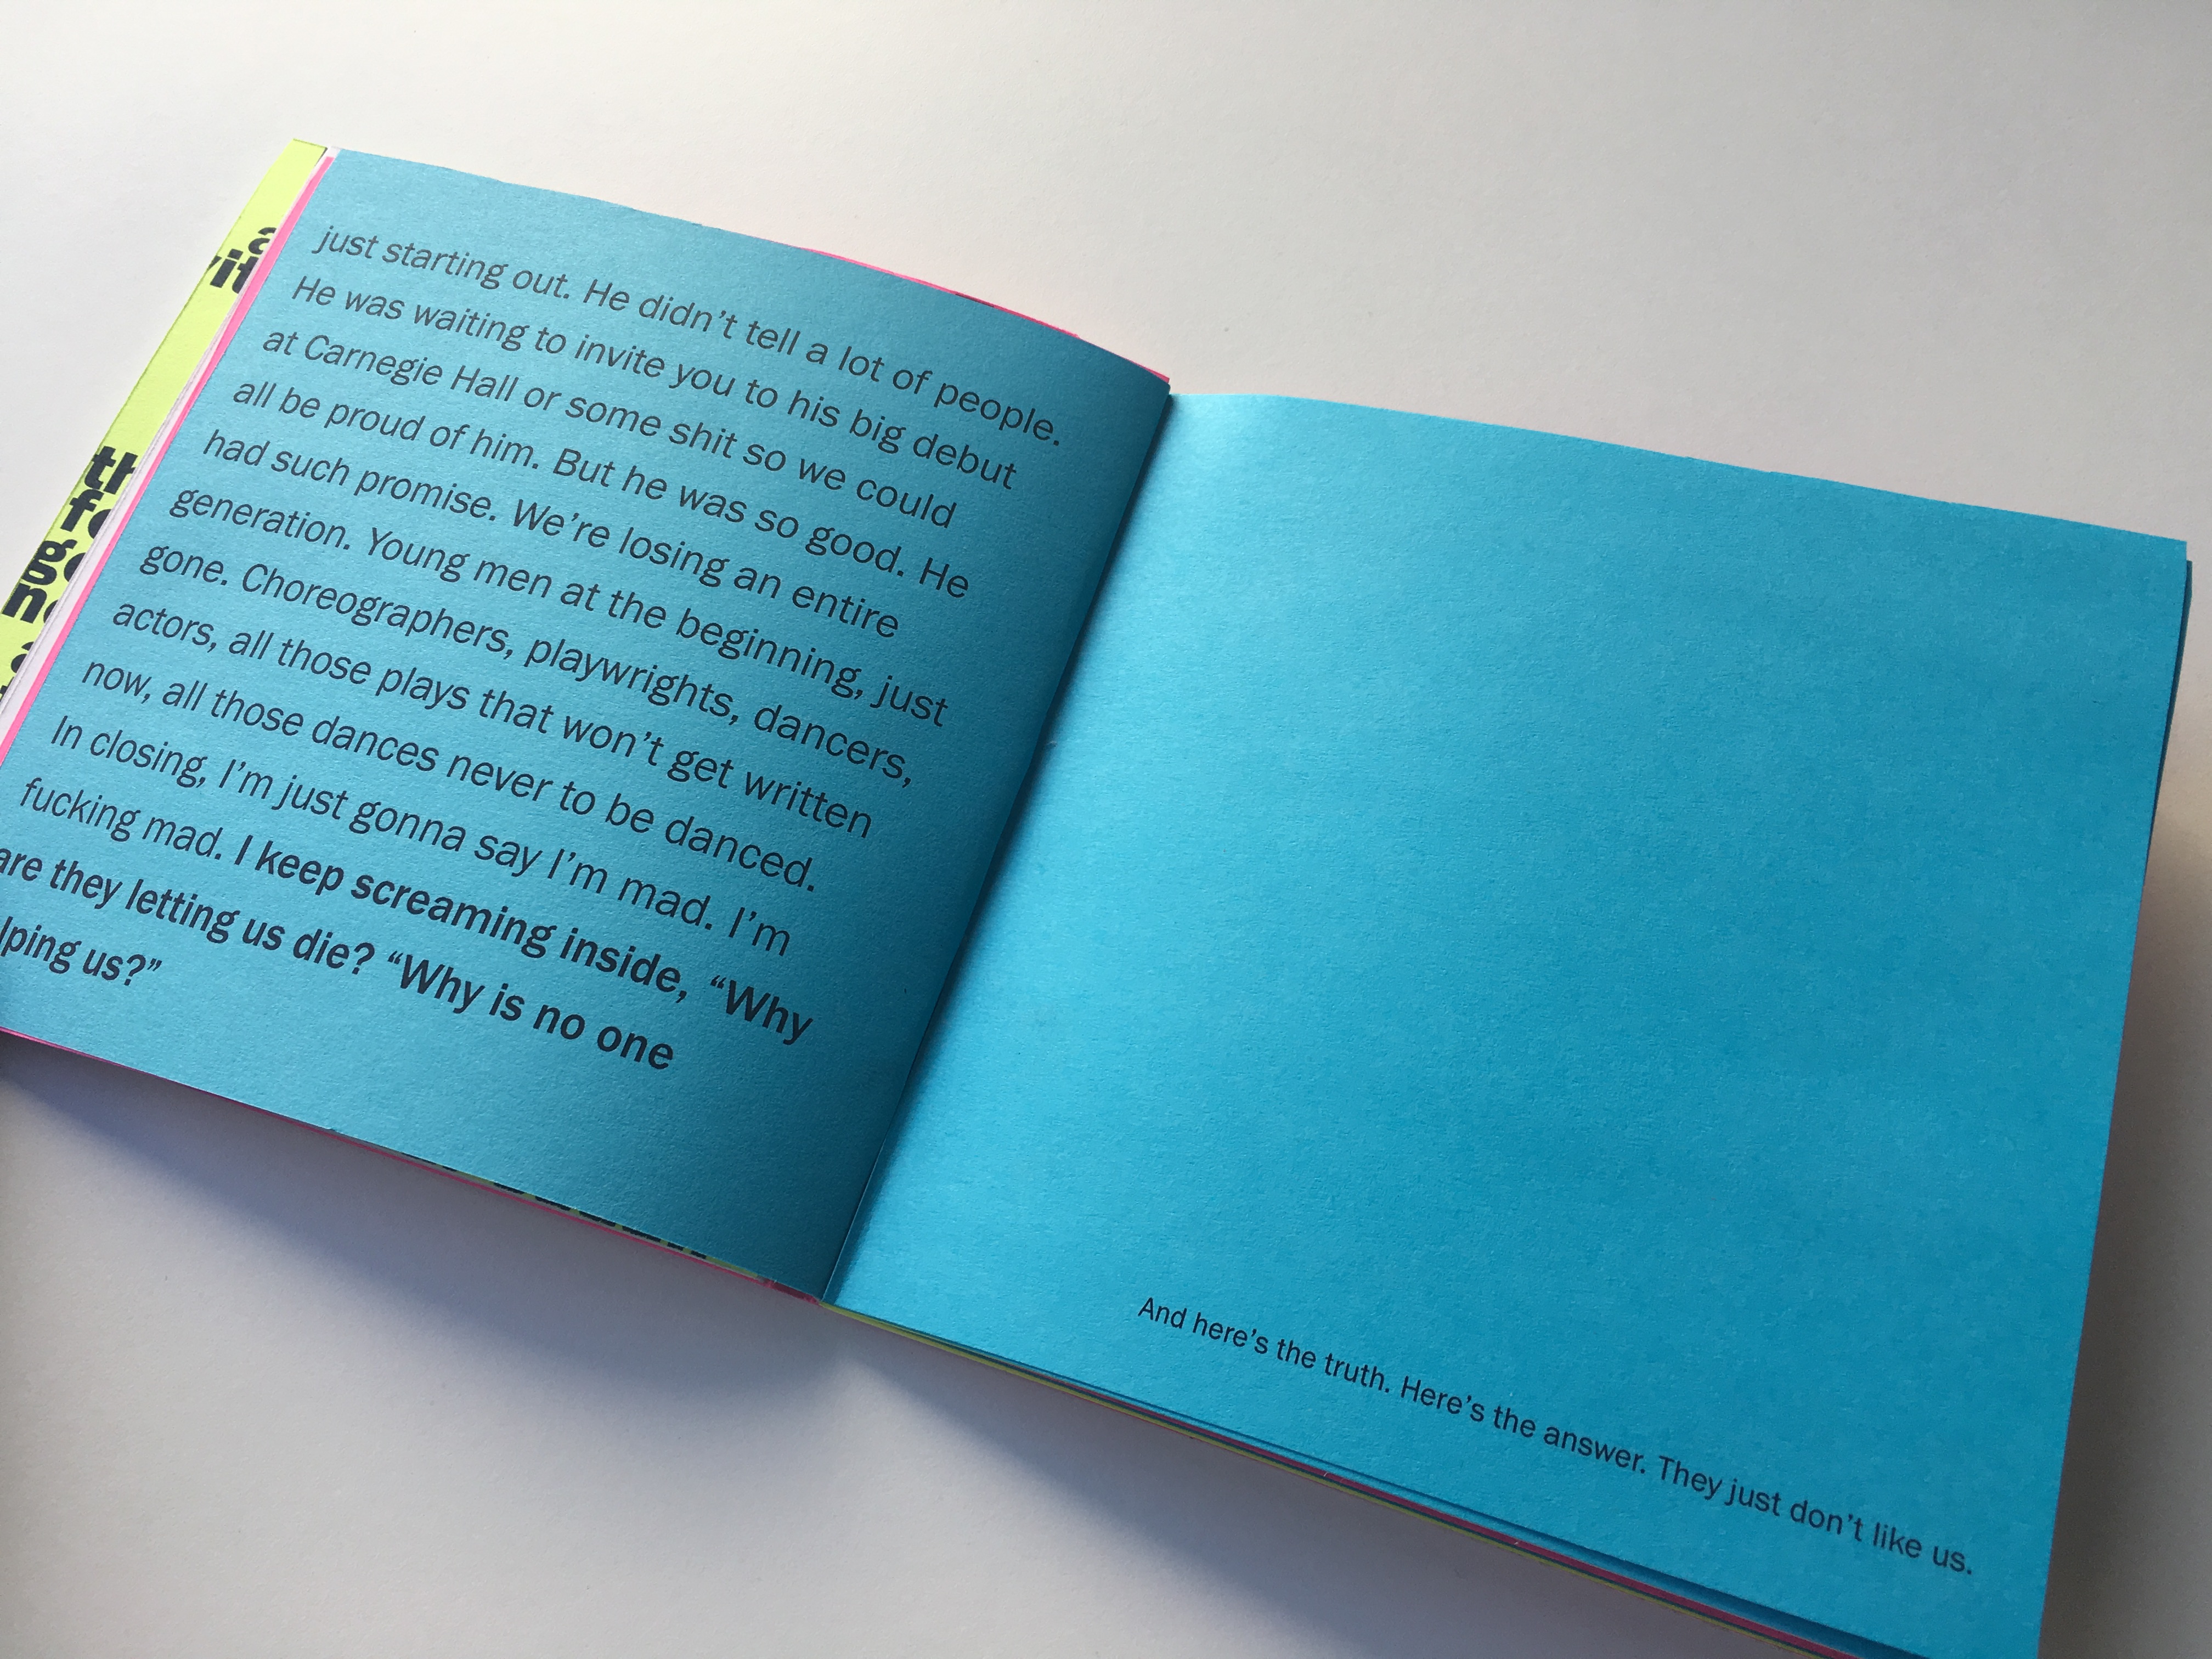 just starting out. He didn't tell a lot of people.
He was waiting to invite you to his big debut
at Carnegie Hall or some shit so we could
all be proud of him. But he was so good. He
had such promise. We're losing an entire
generation. Young men at the beginning, just
gone. Choreographers, playwrights, dancers,
actors, all those plays that won't get written
now, all those dances never to be danced.
In closing, I'm just gonna say I'm mad. I'm
fucking mad. I keep screaming inside, “Why
are they letting us die? “Why is no one
lping us?”
And here's the truth. Here's the answer. They just don't like us.